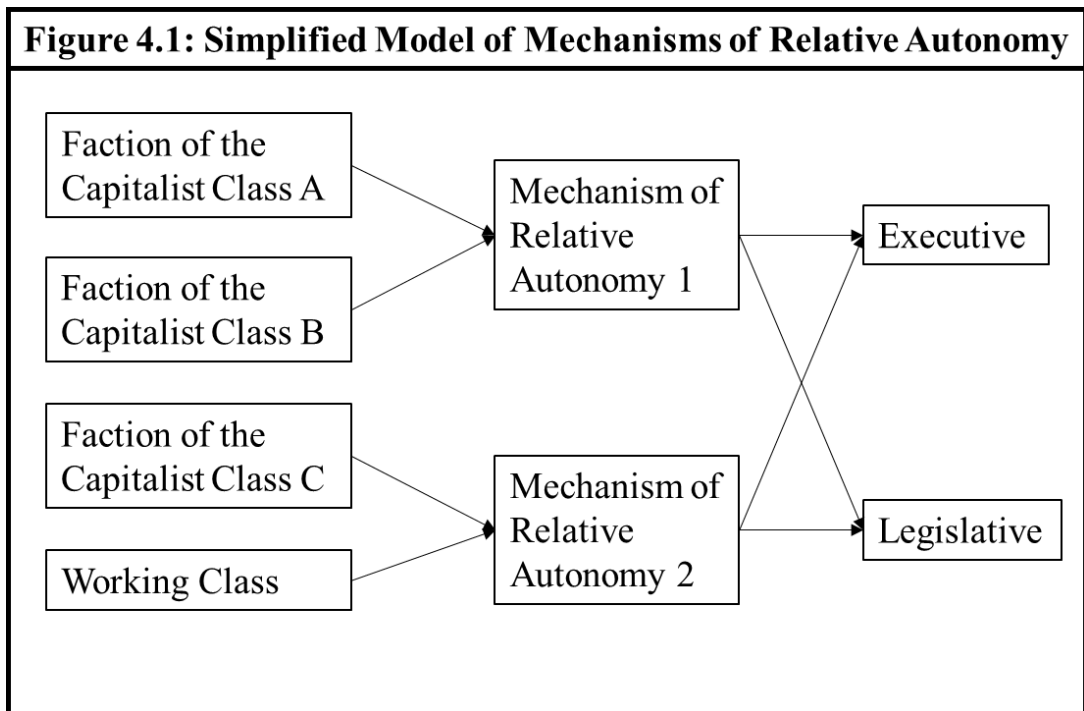 Figure 4.1: Simplified Model of Mechanisms of Relative Autonomy
Faction of the
Capitalist Class A
Faction of the
Capitalist Class B
Faction of the
Capitalist Class C
Working Class
Mechanism of
Relative
Autonomy 1
Mechanism of
Relative
Autonomy 2
Executive
Legislative